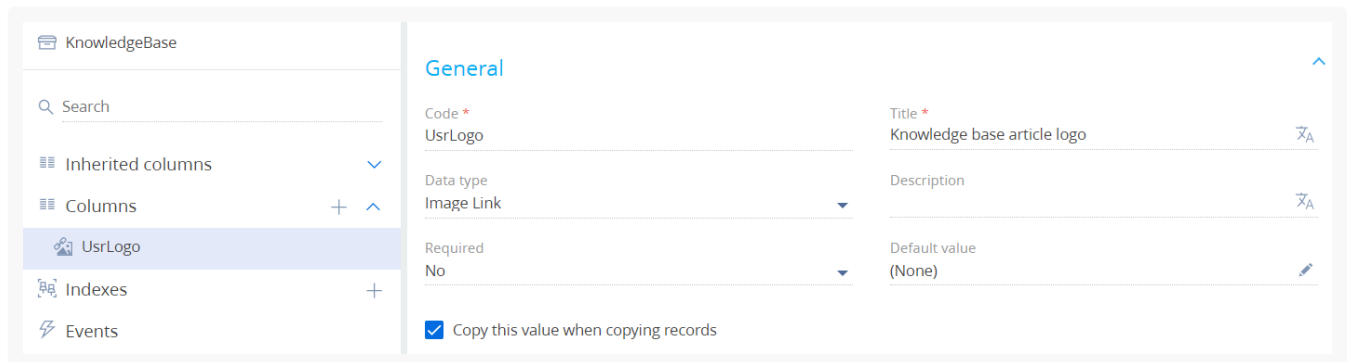 KnowledgeBase
Search
Inherited columns
Columns
UsrLogo
Indexes
Events
General
Code *
UsrLogo
Title *
Knowledge base article logo
Data type
Image Link
Description
Required
No
Default value
(None)
Copy this value when copying records